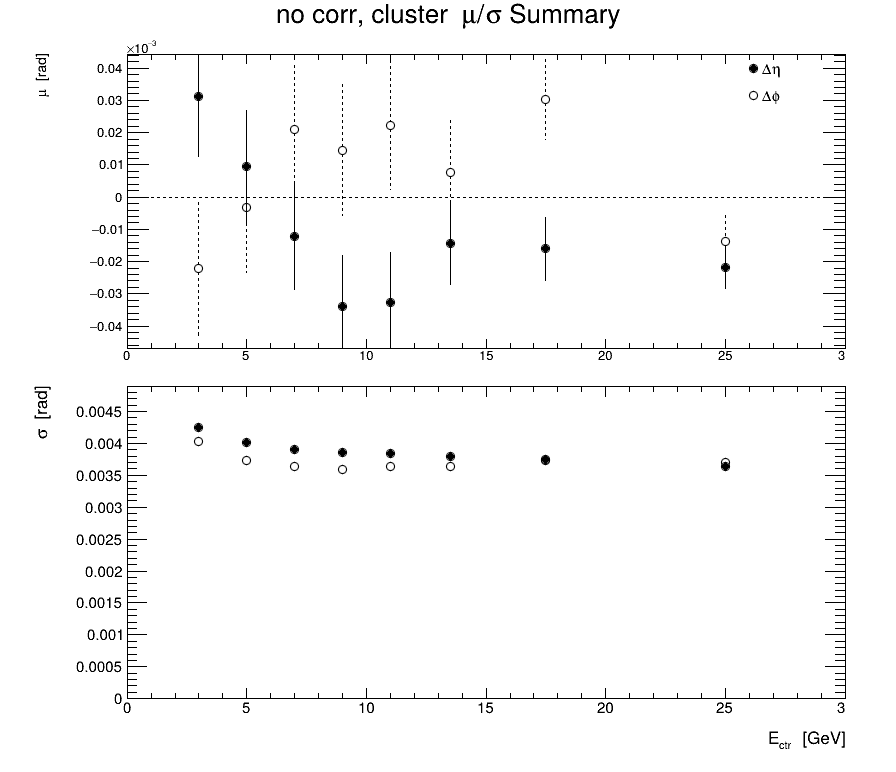 no corr, cluster μ/σ Summary
×10⁻³
μ [rad]
0.04
0.03
0.02
0.01
0
−0.01
−0.02
−0.03
−0.04
Δη
Δϕ
0 5 10 15 20 25 3
σ [rad]
0.0045
0.004
0.0035
0.003
0.0025
0.002
0.0015
0.001
0.0005
0
0 5 10 15 20 25 3
E_ctr [GeV]